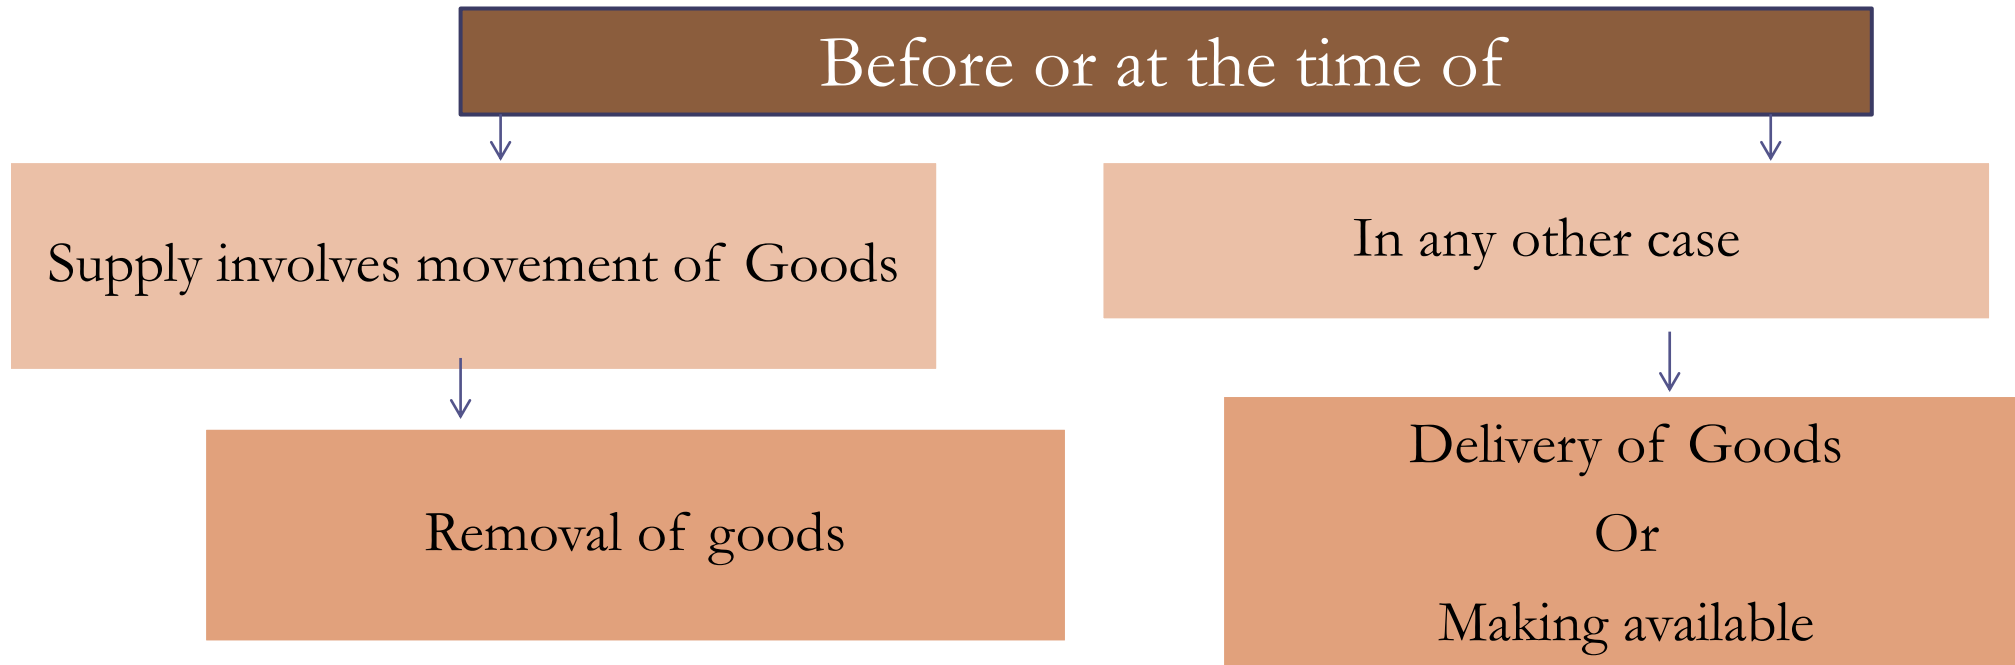 Before or at the time of
Supply involves movement of Goods
In any other case
Removal of goods
Delivery of Goods
Or
Making available